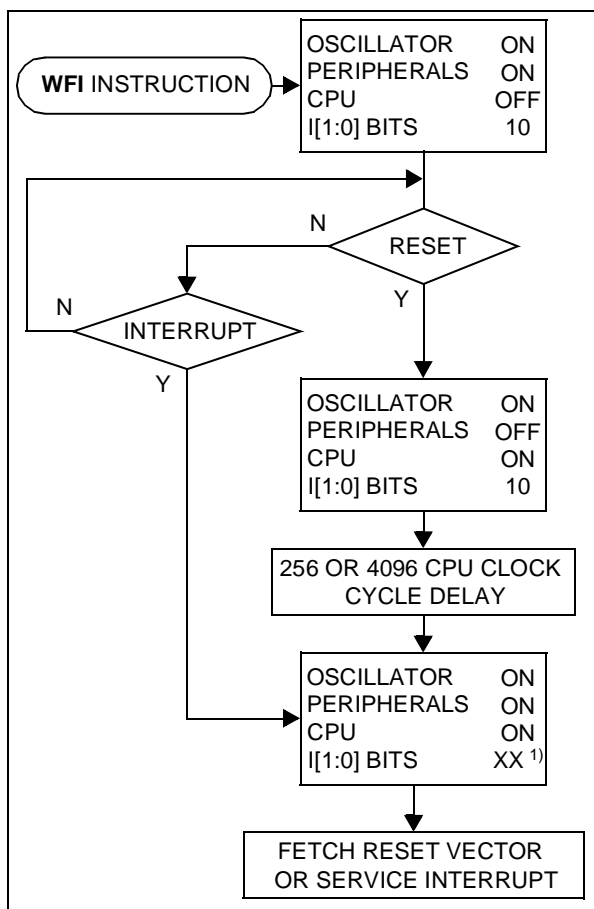 WFI INSTRUCTION
OSCILLATOR ON
PERIPHERALS ON
CPU OFF
I[1:0] BITS 10
RESET
N
Y
INTERRUPT
N
Y
OSCILLATOR ON
PERIPHERALS OFF
CPU ON
I[1:0] BITS 10
256 OR 4096 CPU CLOCK
CYCLE DELAY
OSCILLATOR ON
PERIPHERALS ON
CPU ON
I[1:0] BITS XX 1)
FETCH RESET VECTOR
OR SERVICE INTERRUPT